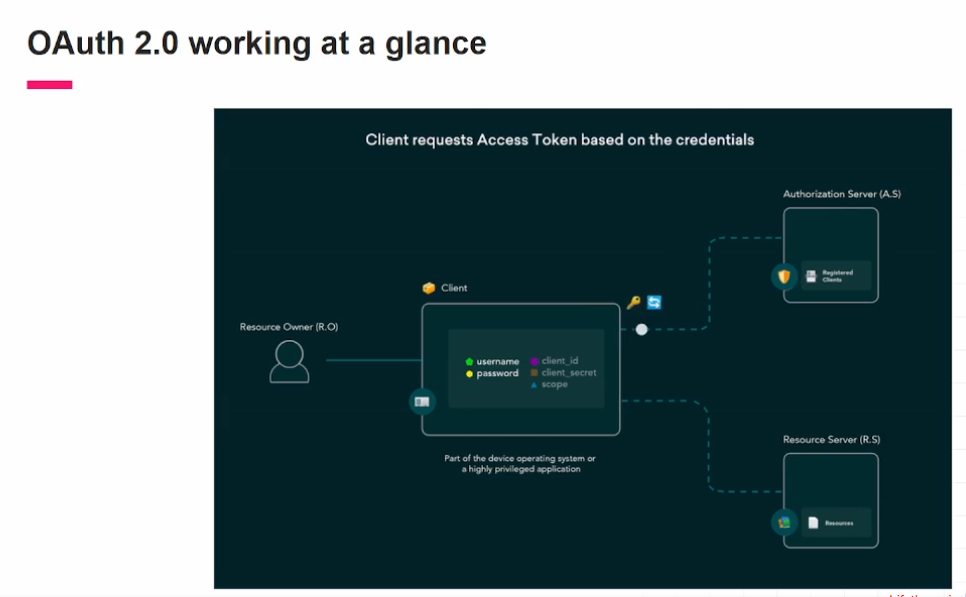 OAuth 2.0 working at a glance
Client requests Access Token based on the credentials
Authorization Server (A.S)
Registered
Clients
Client
Resource Owner (R.O)
username
password
client_id
client_secret
scope
Part of the device operating system or
a highly privileged application
Resource Server (R.S)
Resources